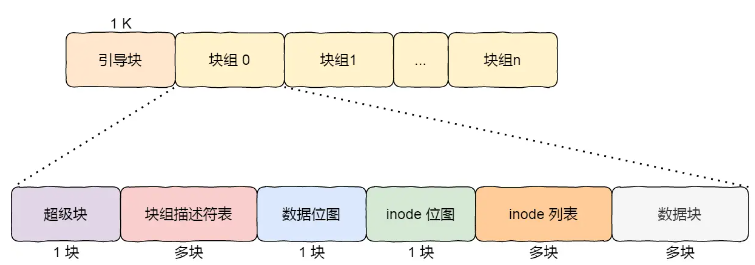 1 K
引导块
块组 0
块组1
...
块组n
超级块
块组描述符表
数据位图
inode 位图
inode 列表
数据块
1 块
多块
1 块
1 块
多块
多块